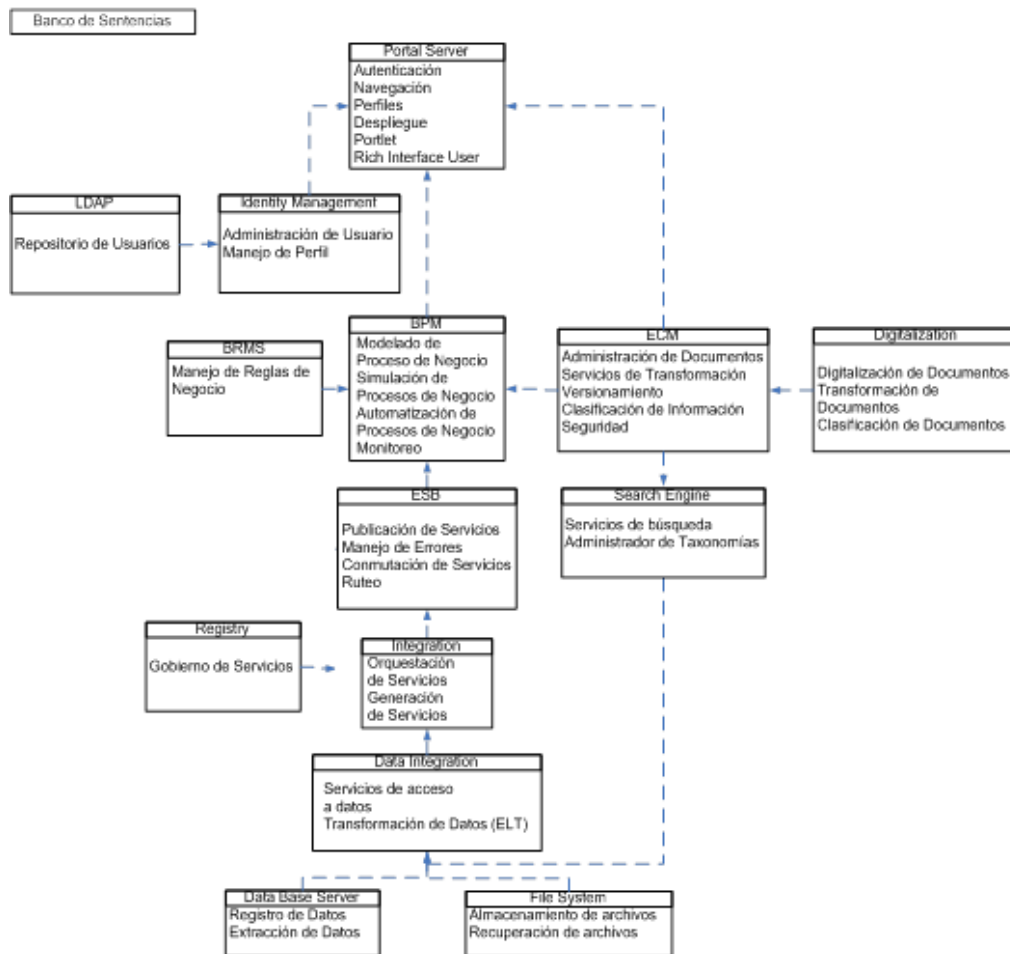 Banco de Sentencias
Portal Server
Autenticación
Navegación
Perfiles
Despliegue
Portlet
Rich Interface User
LDAP
Repositorio de Usuarios
Identity Management
Administración de Usuario
Manejo de Perfil
BRMS
Manejo de Reglas de
Negocio
BPM
Modelado de
Proceso de Negocio
Simulación de
Procesos de Negocio
Automatización de
Procesos de Negocio
Monitoreo
ECM
Administración de Documentos
Servicios de Transformación
Versionamiento
Clasificación de Información
Seguridad
Digitalization
Digitalización de Documentos
Transformación de
Documentos
Clasificación de Documentos
ESB
Publicación de Servicios
Manejo de Errores
Conmutación de Servicios
Ruteo
Search Engine
Servicios de búsqueda
Administrador de Taxonomías
Registry
Gobierno de Servicios
Integration
Orquestación
de Servicios
Generación
de Servicios
Data Integration
Servicios de acceso
a datos
Transformación de Datos (ELT)
Data Base Server
Registro de Datos
Extracción de Datos
File System
Almacenamiento de archivos
Recuperación de archivos